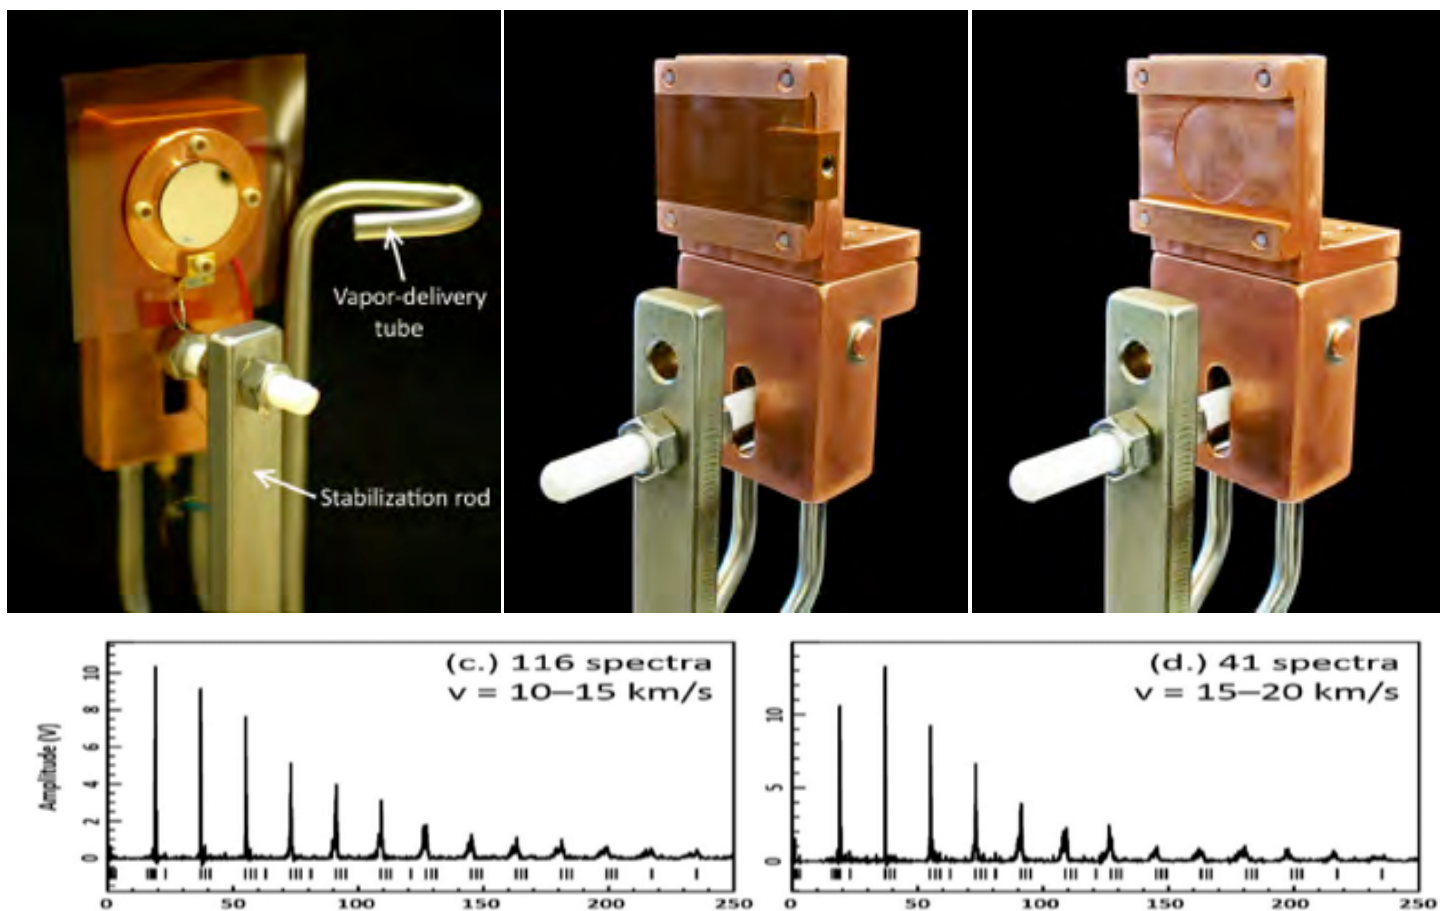 Vapor-delivery
tube
Stabilization rod
(c.) 116 spectra
v = 10–15 km/s
Amplitude (V)
10
8
6
4
2
0
0
50
100
150
200
250
(d.) 41 spectra
v = 15–20 km/s
10
5
0
0
50
100
150
200
250